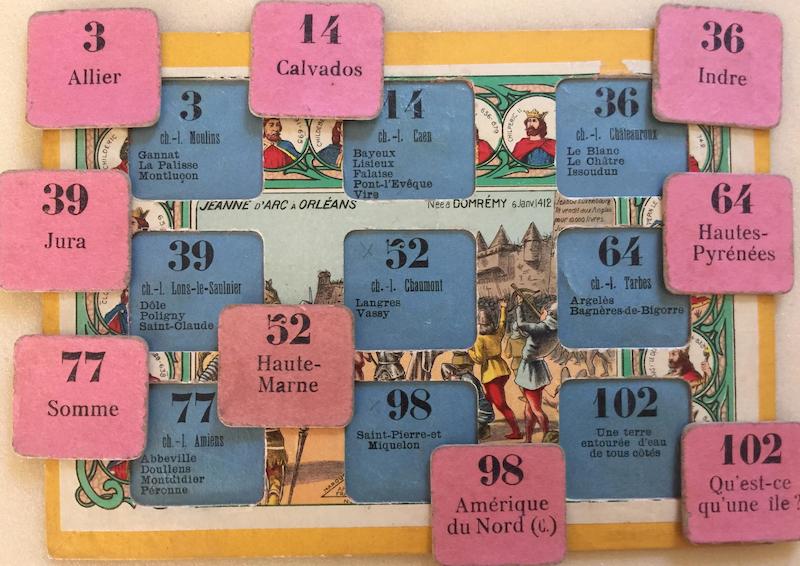 3
Allier
14
Calvados
36
Indre
3
ch.-l. Moulins
Gannat
La Palisse
Montluçon
14
ch.-l. Caen
Bayeux
Lisieux
Falaise
Pont-l'Evêque
Vire
36
ch.-l. Châteauroux
Le Blanc
Le Châtre
Issoudun
CHILDERIC
656-679
CHILPERIC II
JEANNE D'ARC à ORLÉANS
Née à DOMRÉMY 6 Janv 1412
39
Jura
39
ch.-l. Lons-le-Saulnier
Dôle
Poligny
Saint-Claude
52
ch.-l. Chaumont
Langres
Vassy
64
ch.-l. Tarbes
Argelès
Bagnères-de-Bigorre
64
Hautes-
Pyrénées
52
Haute-
Marne
77
Somme
77
ch.-l. Amiens
Abbeville
Doullens
Montdidier
Péronne
98
Saint-Pierre-et
Miquelon
102
Une terre
entourée d'eau
de tous côtés
98
Amérique
du Nord (C.)
102
Qu'est-ce
qu'une île ?